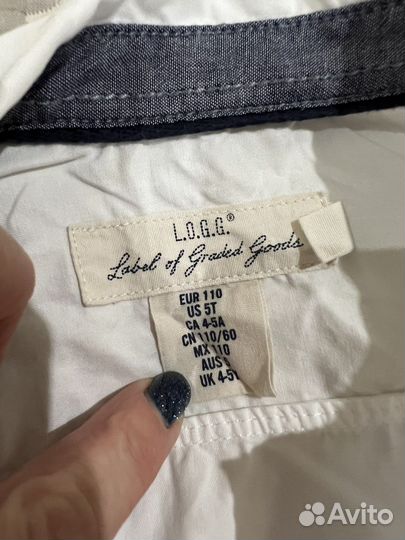 L.O.G.G.®
Label of Graded Goods
EUR 110
US 5T
CA 4-5A
CN 110/60
MX 110
AUS
UK 4-5
Avito